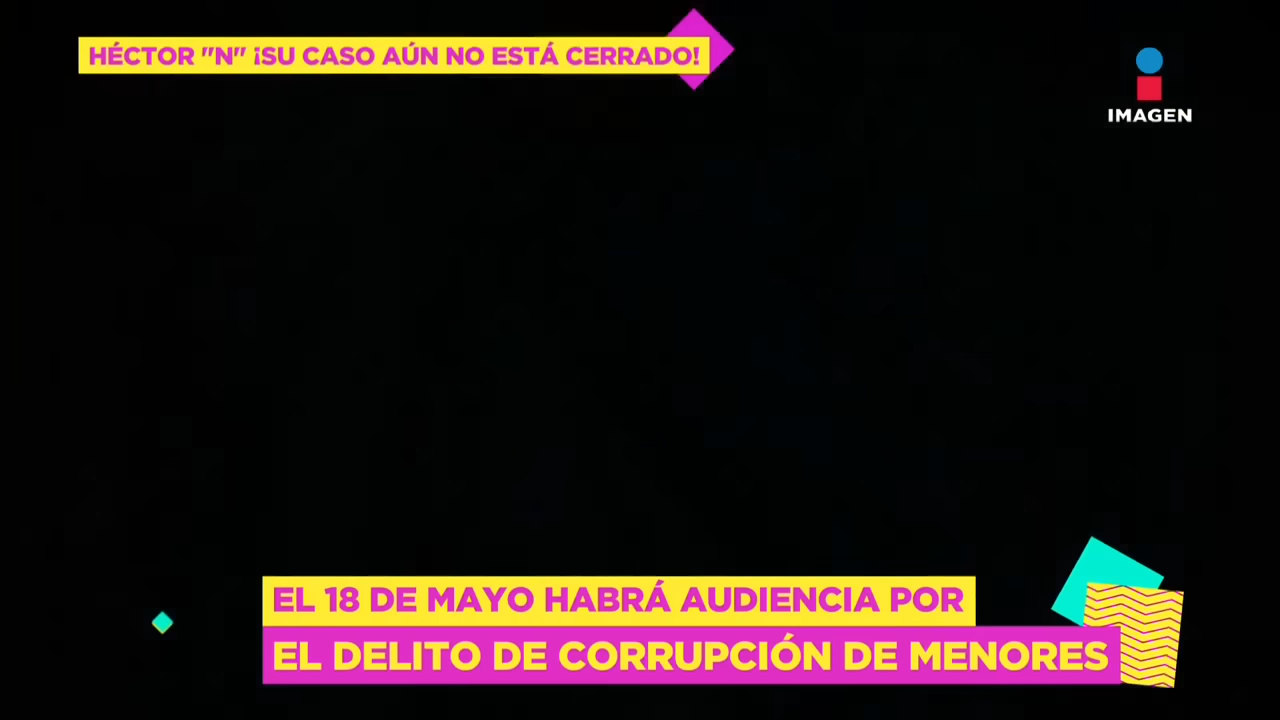 HÉCTOR "N" ¡SU CASO AÚN NO ESTÁ CERRADO!
IMAGEN
EL 18 DE MAYO HABRÁ AUDIENCIA POR
EL DELITO DE CORRUPCIÓN DE MENORES